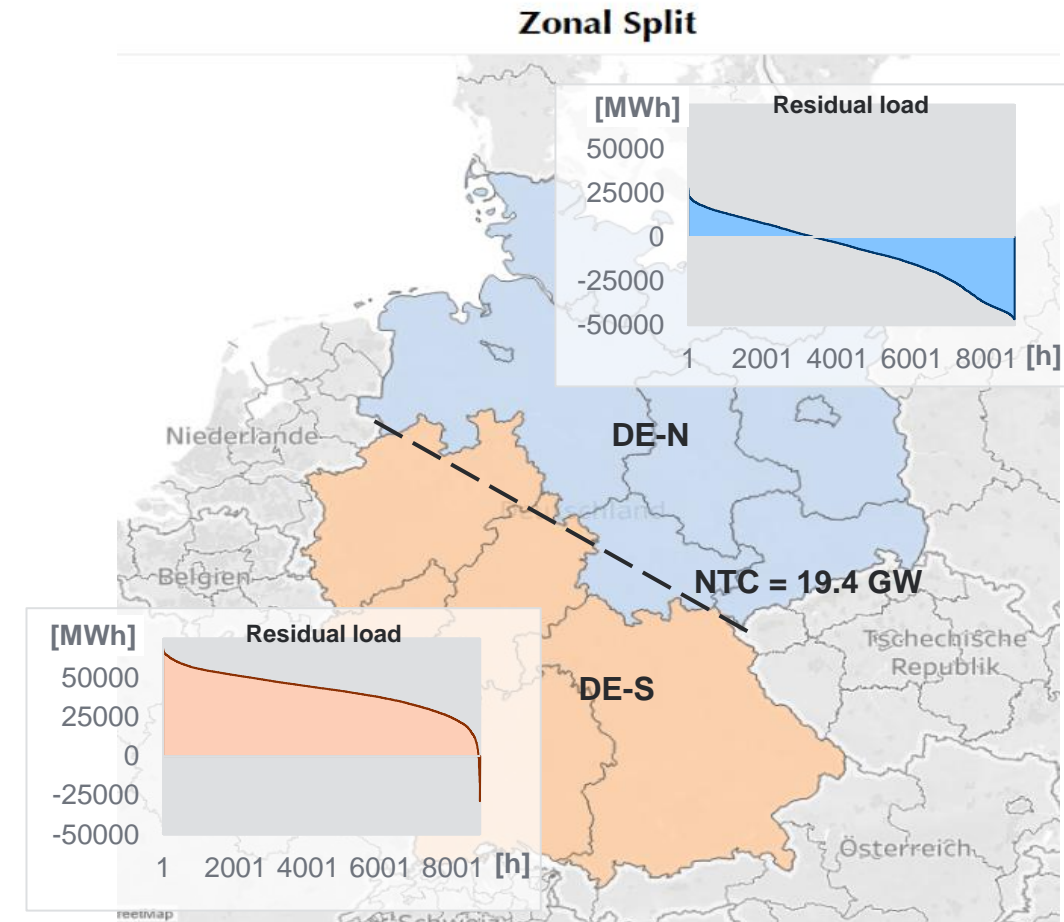 Zonal Split
[MWh]
Residual load
50000
25000
0
-25000
-50000
1 2001 4001 6001 8001 [h]
Niederlande
DE-N
Deutschland
Belgien
NTC = 19.4 GW
[MWh]
Residual load
50000
25000
0
-25000
-50000
1 2001 4001 6001 8001 [h]
DE-S
Tschechische
Republik
Österreich